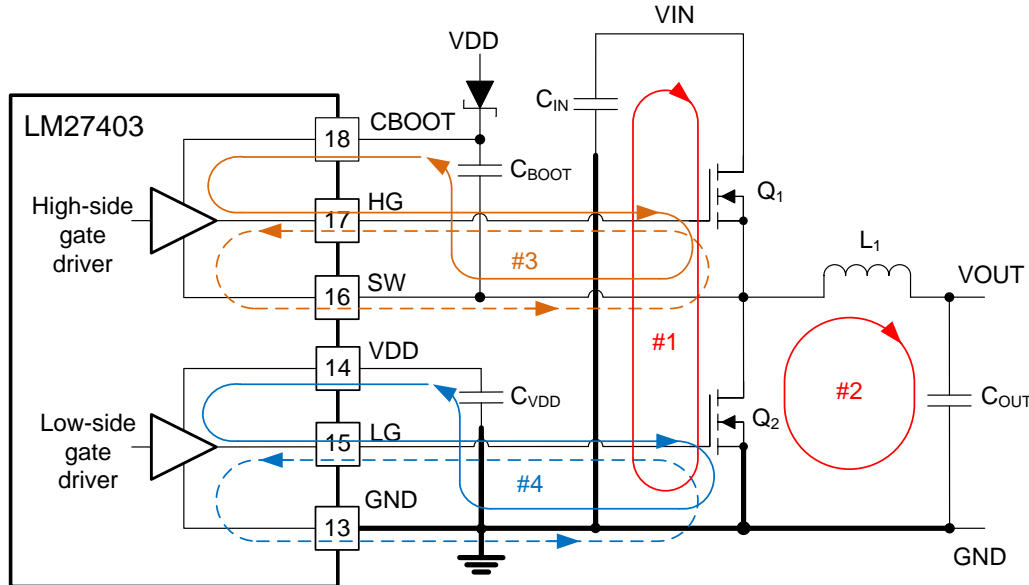 VIN
VDD
LM27403
CBOOT
18
CIN
CBOOT
High-side
gate
driver
HG
17
Q1
#3
L1
SW
16
VOUT
VDD
14
#1
#2
CVDD
COUT
Low-side
gate
driver
LG
15
Q2
#4
GND
13
GND